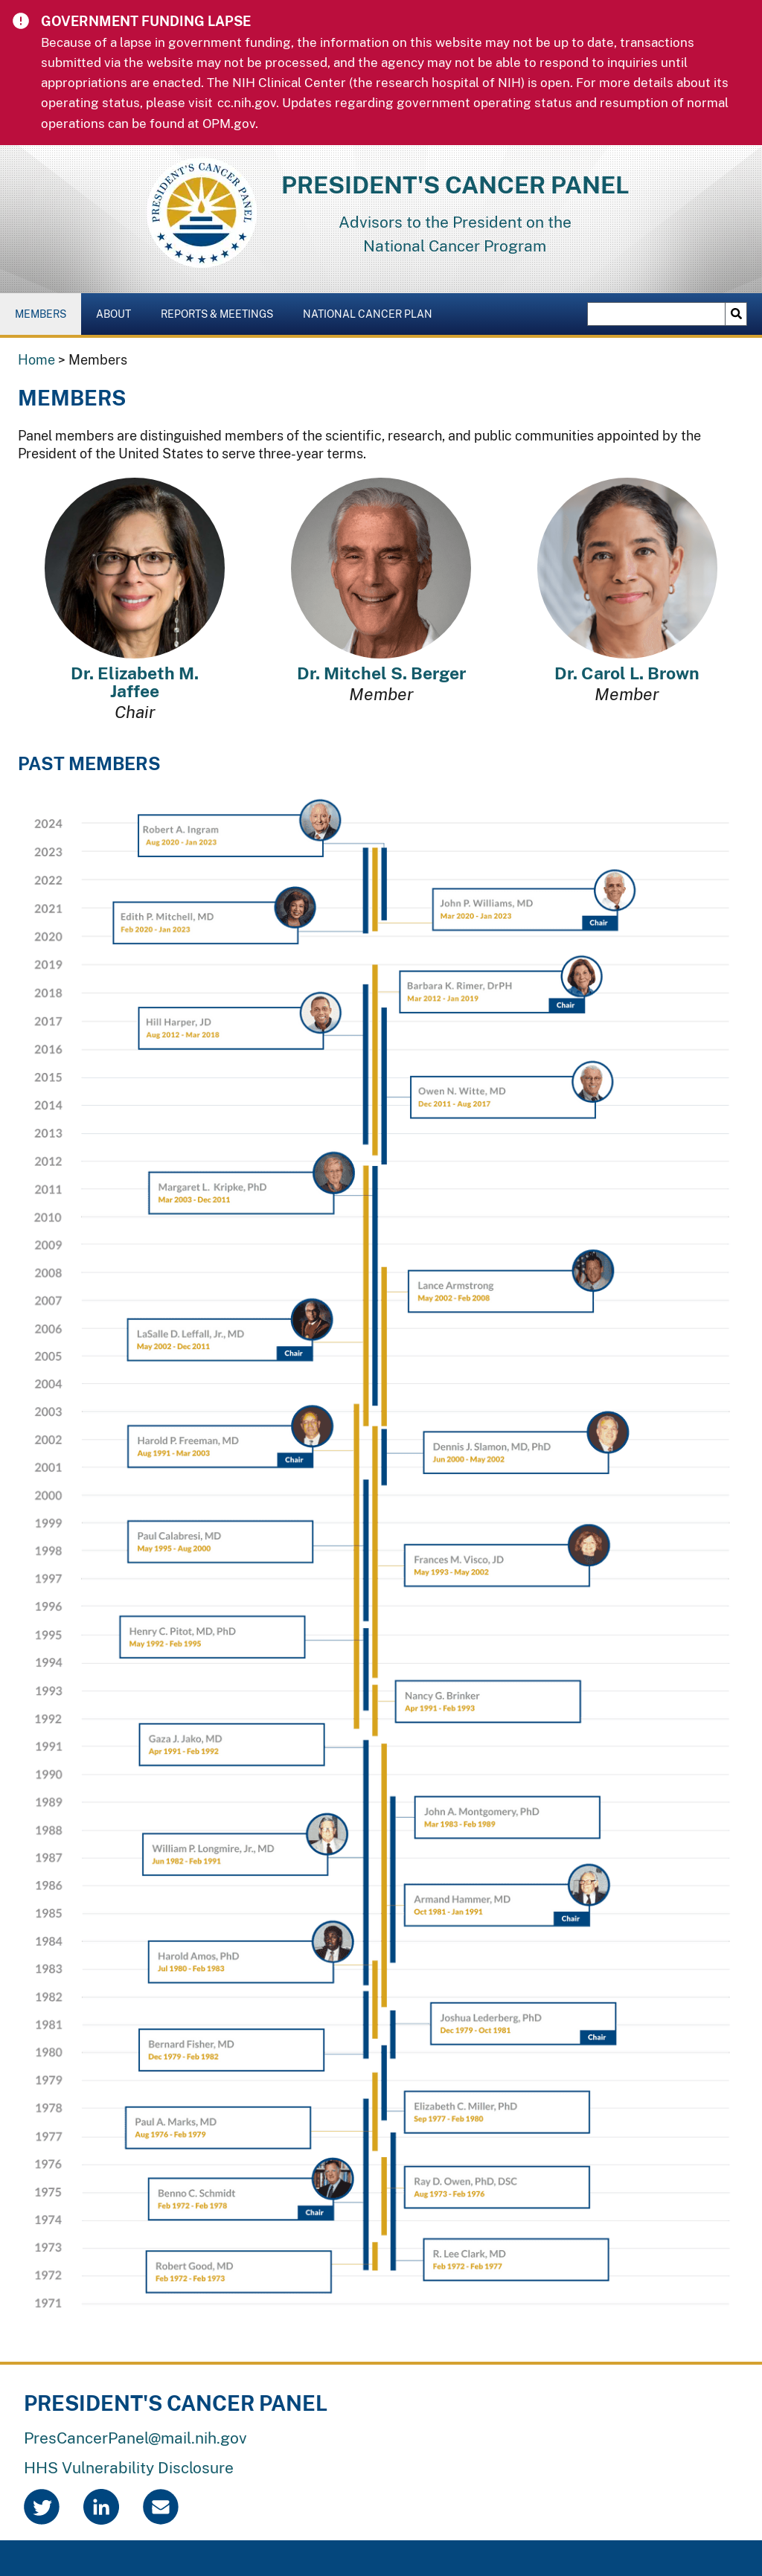 GOVERNMENT FUNDING LAPSE
Because of a lapse in government funding, the information on this website may not be up to date, transactions
submitted via the website may not be processed, and the agency may not be able to respond to inquiries until
appropriations are enacted. The NIH Clinical Center (the research hospital of NIH) is open. For more details about its
operating status, please visit cc.nih.gov. Updates regarding government operating status and resumption of normal
operations can be found at OPM.gov.
PRESIDENT'S CANCER PANEL
PRESIDENT'S CANCER PANEL
Advisors to the President on the
National Cancer Program
MEMBERS ABOUT REPORTS & MEETINGS NATIONAL CANCER PLAN
Home > Members
MEMBERS
Panel members are distinguished members of the scientific, research, and public communities appointed by the
President of the United States to serve three-year terms.
Dr. Elizabeth M.
Jaffee
Chair
Dr. Mitchel S. Berger
Member
Dr. Carol L. Brown
Member
PAST MEMBERS
2024
Robert A. Ingram
Aug 2020 - Jan 2023
2023
2022
John P. Williams, MD
Mar 2020 - Jan 2023
Chair
2021
Edith P. Mitchell, MD
Feb 2020 - Jan 2023
2020
2019
Barbara K. Rimer, DrPH
Mar 2012 - Jan 2019
Chair
2018
2017
Hill Harper, JD
Aug 2012 - Mar 2018
2016
2015
Owen N. Witte, MD
Dec 2011 - Aug 2017
2014
2013
2012
2011
Margaret L. Kripke, PhD
Mar 2003 - Dec 2011
2010
2009
2008
Lance Armstrong
May 2002 - Feb 2008
2007
2006
LaSalle D. Leffall, Jr., MD
May 2002 - Dec 2011
Chair
2005
2004
2003
2002
Harold P. Freeman, MD
Aug 1991 - Mar 2003
Chair
Dennis J. Slamon, MD, PhD
Jun 2000 - May 2002
2001
2000
1999
Paul Calabresi, MD
May 1995 - Aug 2000
1998
Frances M. Visco, JD
May 1993 - May 2002
1997
1996
1995
Henry C. Pitot, MD, PhD
May 1992 - Feb 1995
1994
1993
Nancy G. Brinker
Apr 1991 - Feb 1993
1992
Gaza J. Jako, MD
Apr 1991 - Feb 1992
1991
1990
1989
John A. Montgomery, PhD
Mar 1983 - Feb 1989
1988
William P. Longmire, Jr., MD
Jun 1982 - Feb 1991
1987
1986
Armand Hammer, MD
Oct 1981 - Jan 1991
Chair
1985
1984
Harold Amos, PhD
Jul 1980 - Feb 1983
1983
1982
Joshua Lederberg, PhD
Dec 1979 - Oct 1981
Chair
1981
Bernard Fisher, MD
Dec 1979 - Feb 1982
1980
1979
1978
Elizabeth C. Miller, PhD
Sep 1977 - Feb 1980
Paul A. Marks, MD
Aug 1976 - Feb 1979
1977
1976
Ray D. Owen, PhD, DSC
Aug 1973 - Feb 1976
1975
Benno C. Schmidt
Feb 1972 - Feb 1978
Chair
1974
1973
R. Lee Clark, MD
Feb 1972 - Feb 1977
Robert Good, MD
Feb 1972 - Feb 1973
1972
1971
PRESIDENT'S CANCER PANEL
PresCancerPanel@mail.nih.gov
HHS Vulnerability Disclosure